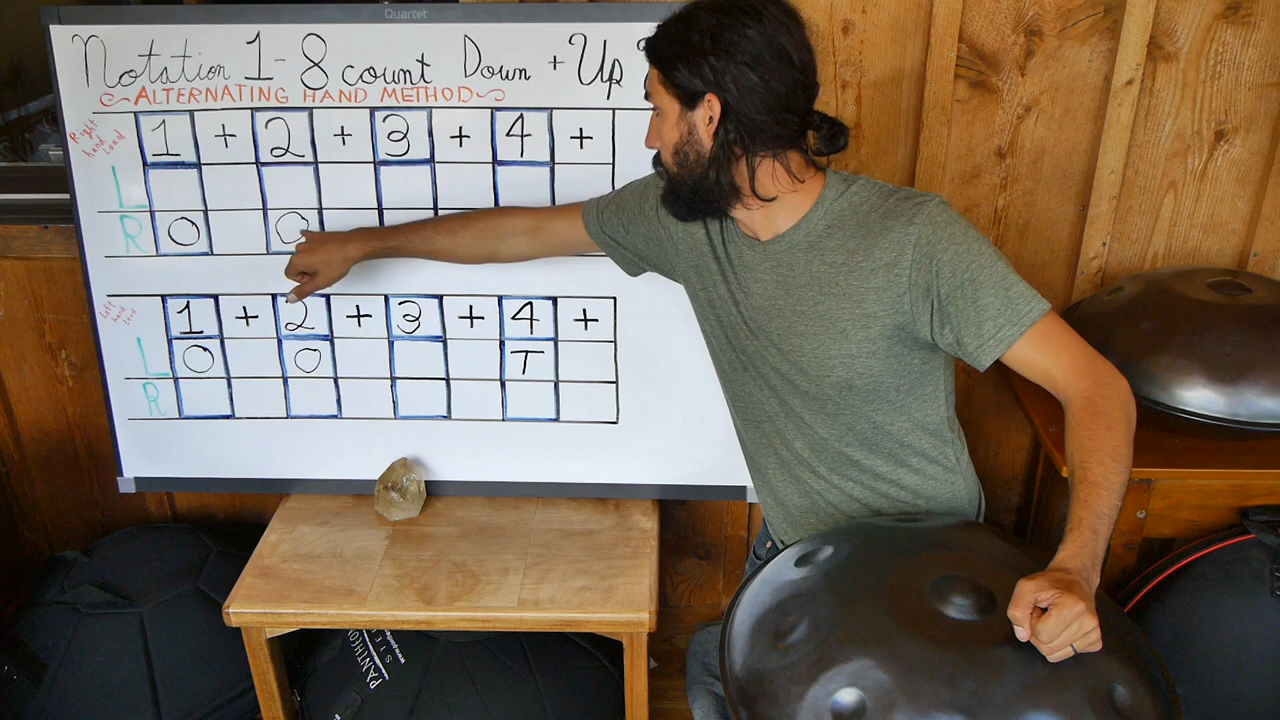 Quartet
Notation 1-8 count Down + Up
~ALTERNATING HAND METHOD~
Right hand Lead
1 + 2 + 3 + 4 +
L
R O O
Left hand lead
1 + 2 + 3 + 4 +
L O O T
R
PANTHEON
STE